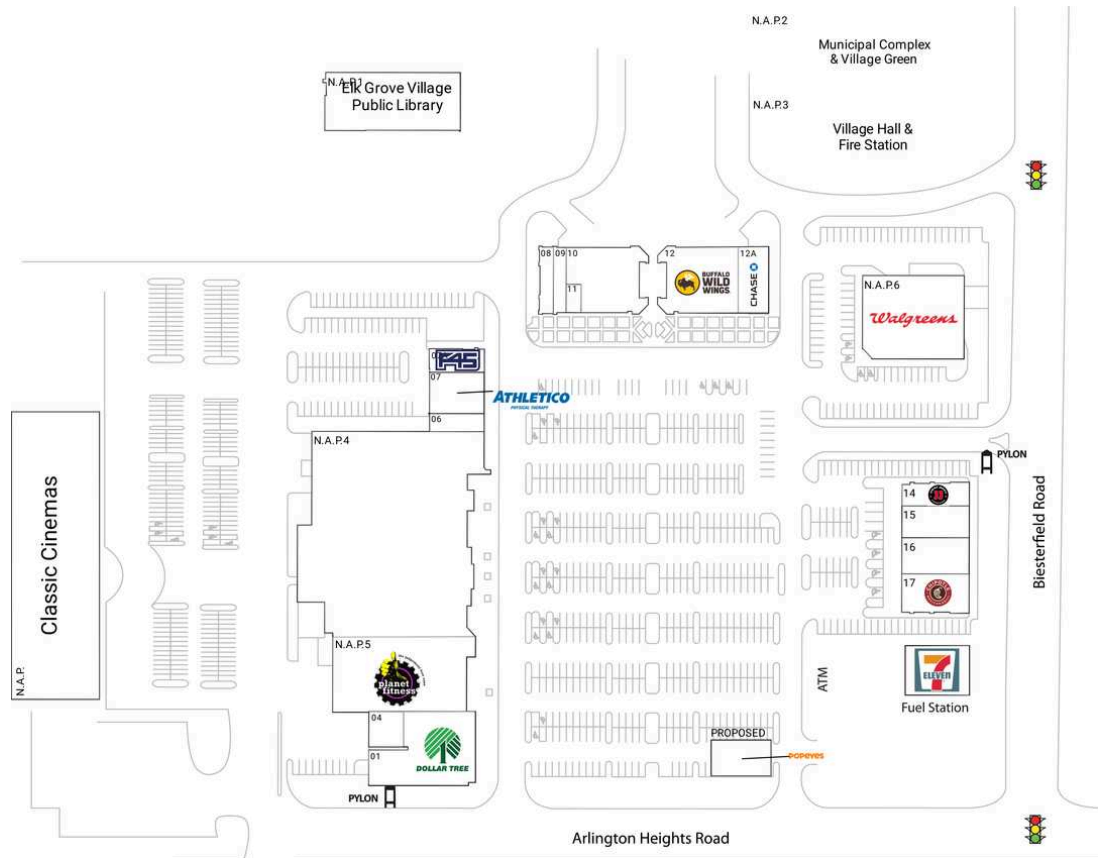 N.A.P.2
Municipal Complex
& Village Green
N.A.P.1
Elk Grove Village
Public Library
N.A.P.3
Village Hall &
Fire Station
08
09
10
11
12
BUFFALO
WILD
WINGS
12A
CHASE
N.A.P.6
Walgreens
F45
07
ATHLETICO
PHYSICAL THERAPY
06
N.A.P.4
Classic Cinemas
N.A.P.
PYLON
14
15
16
17
Biesterfield Road
N.A.P.5
planet
fitness
ATM
7
ELEVEN
Fuel Station
04
01
DOLLAR TREE
PROPOSED
POPEYES
PYLON
Arlington Heights Road